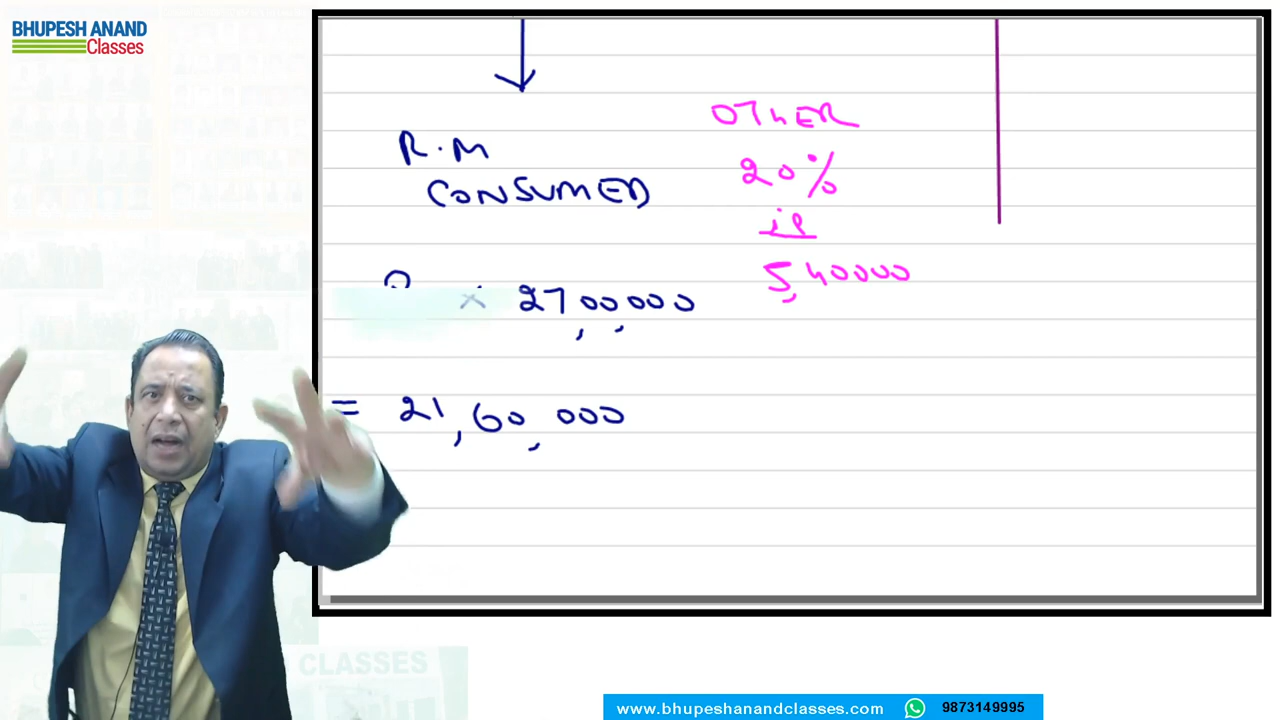 BHUPESH ANAND
Classes
R.M
CONSUMED
OTHER
20%
ie
5,40000
× 27,00,000
= 21,60,000
CLASSES
www.bhupeshanandclasses.com
9873149995